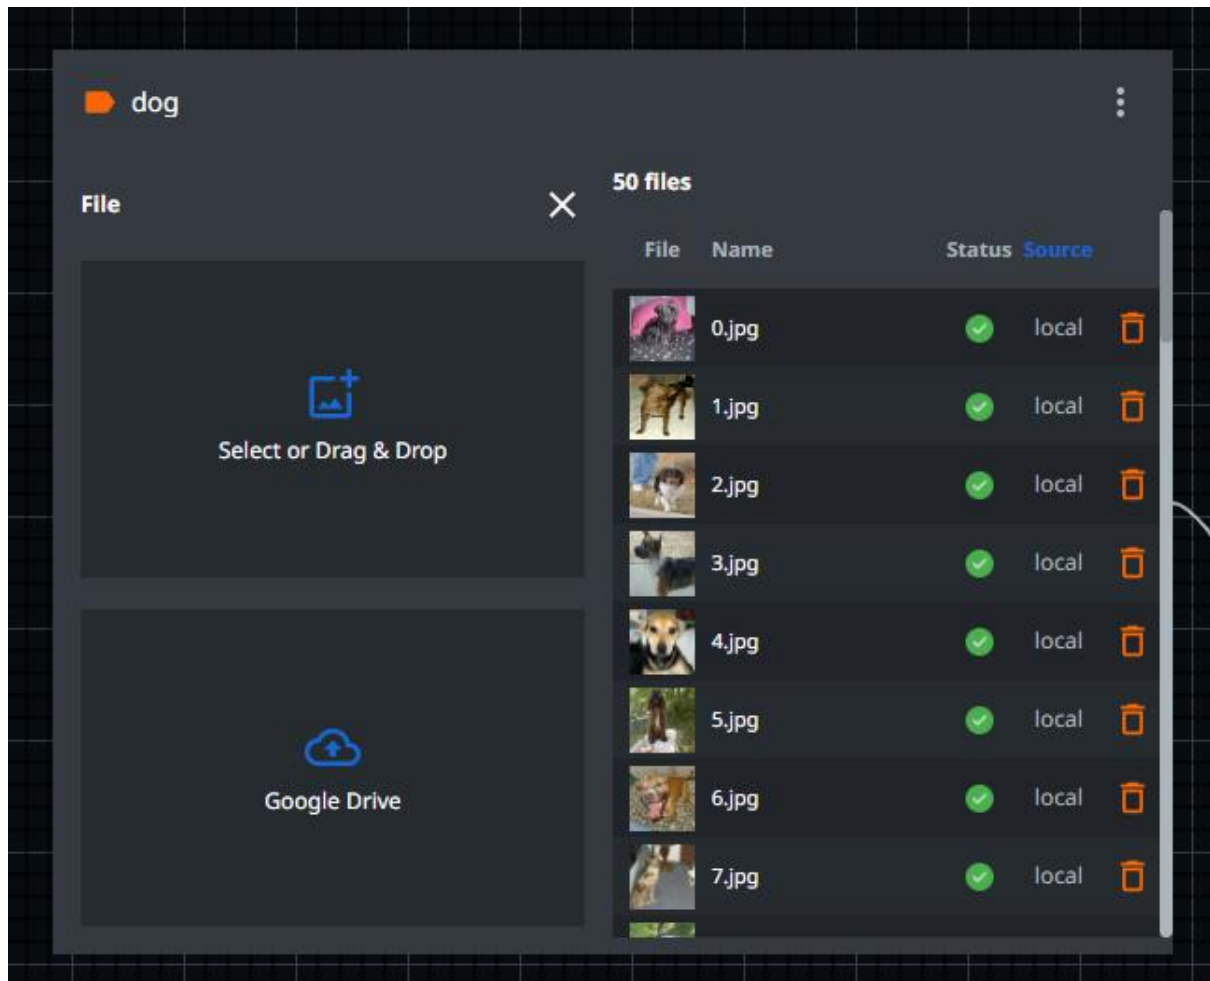 dog
File
Select or Drag & Drop
Google Drive
50 files
File Name Status Source
0.jpg local
1.jpg local
2.jpg local
3.jpg local
4.jpg local
5.jpg local
6.jpg local
7.jpg local